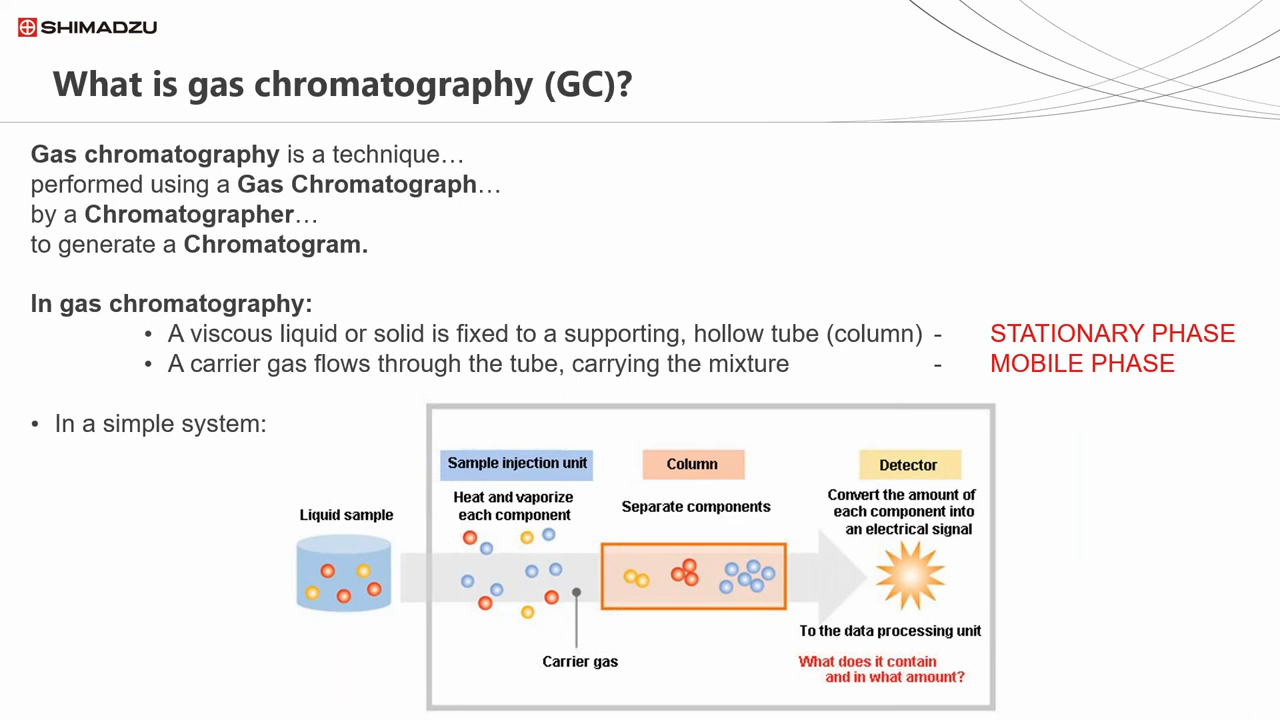 SHIMADZU
What is gas chromatography (GC)?
Gas chromatography is a technique…
performed using a Gas Chromatograph…
by a Chromatographer…
to generate a Chromatogram.
In gas chromatography:
• A viscous liquid or solid is fixed to a supporting, hollow tube (column) - STATIONARY PHASE
• A carrier gas flows through the tube, carrying the mixture - MOBILE PHASE
• In a simple system:
Liquid sample
Sample injection unit
Heat and vaporize
each component
Carrier gas
Column
Separate components
Detector
Convert the amount of
each component into
an electrical signal
To the data processing unit
What does it contain
and in what amount?